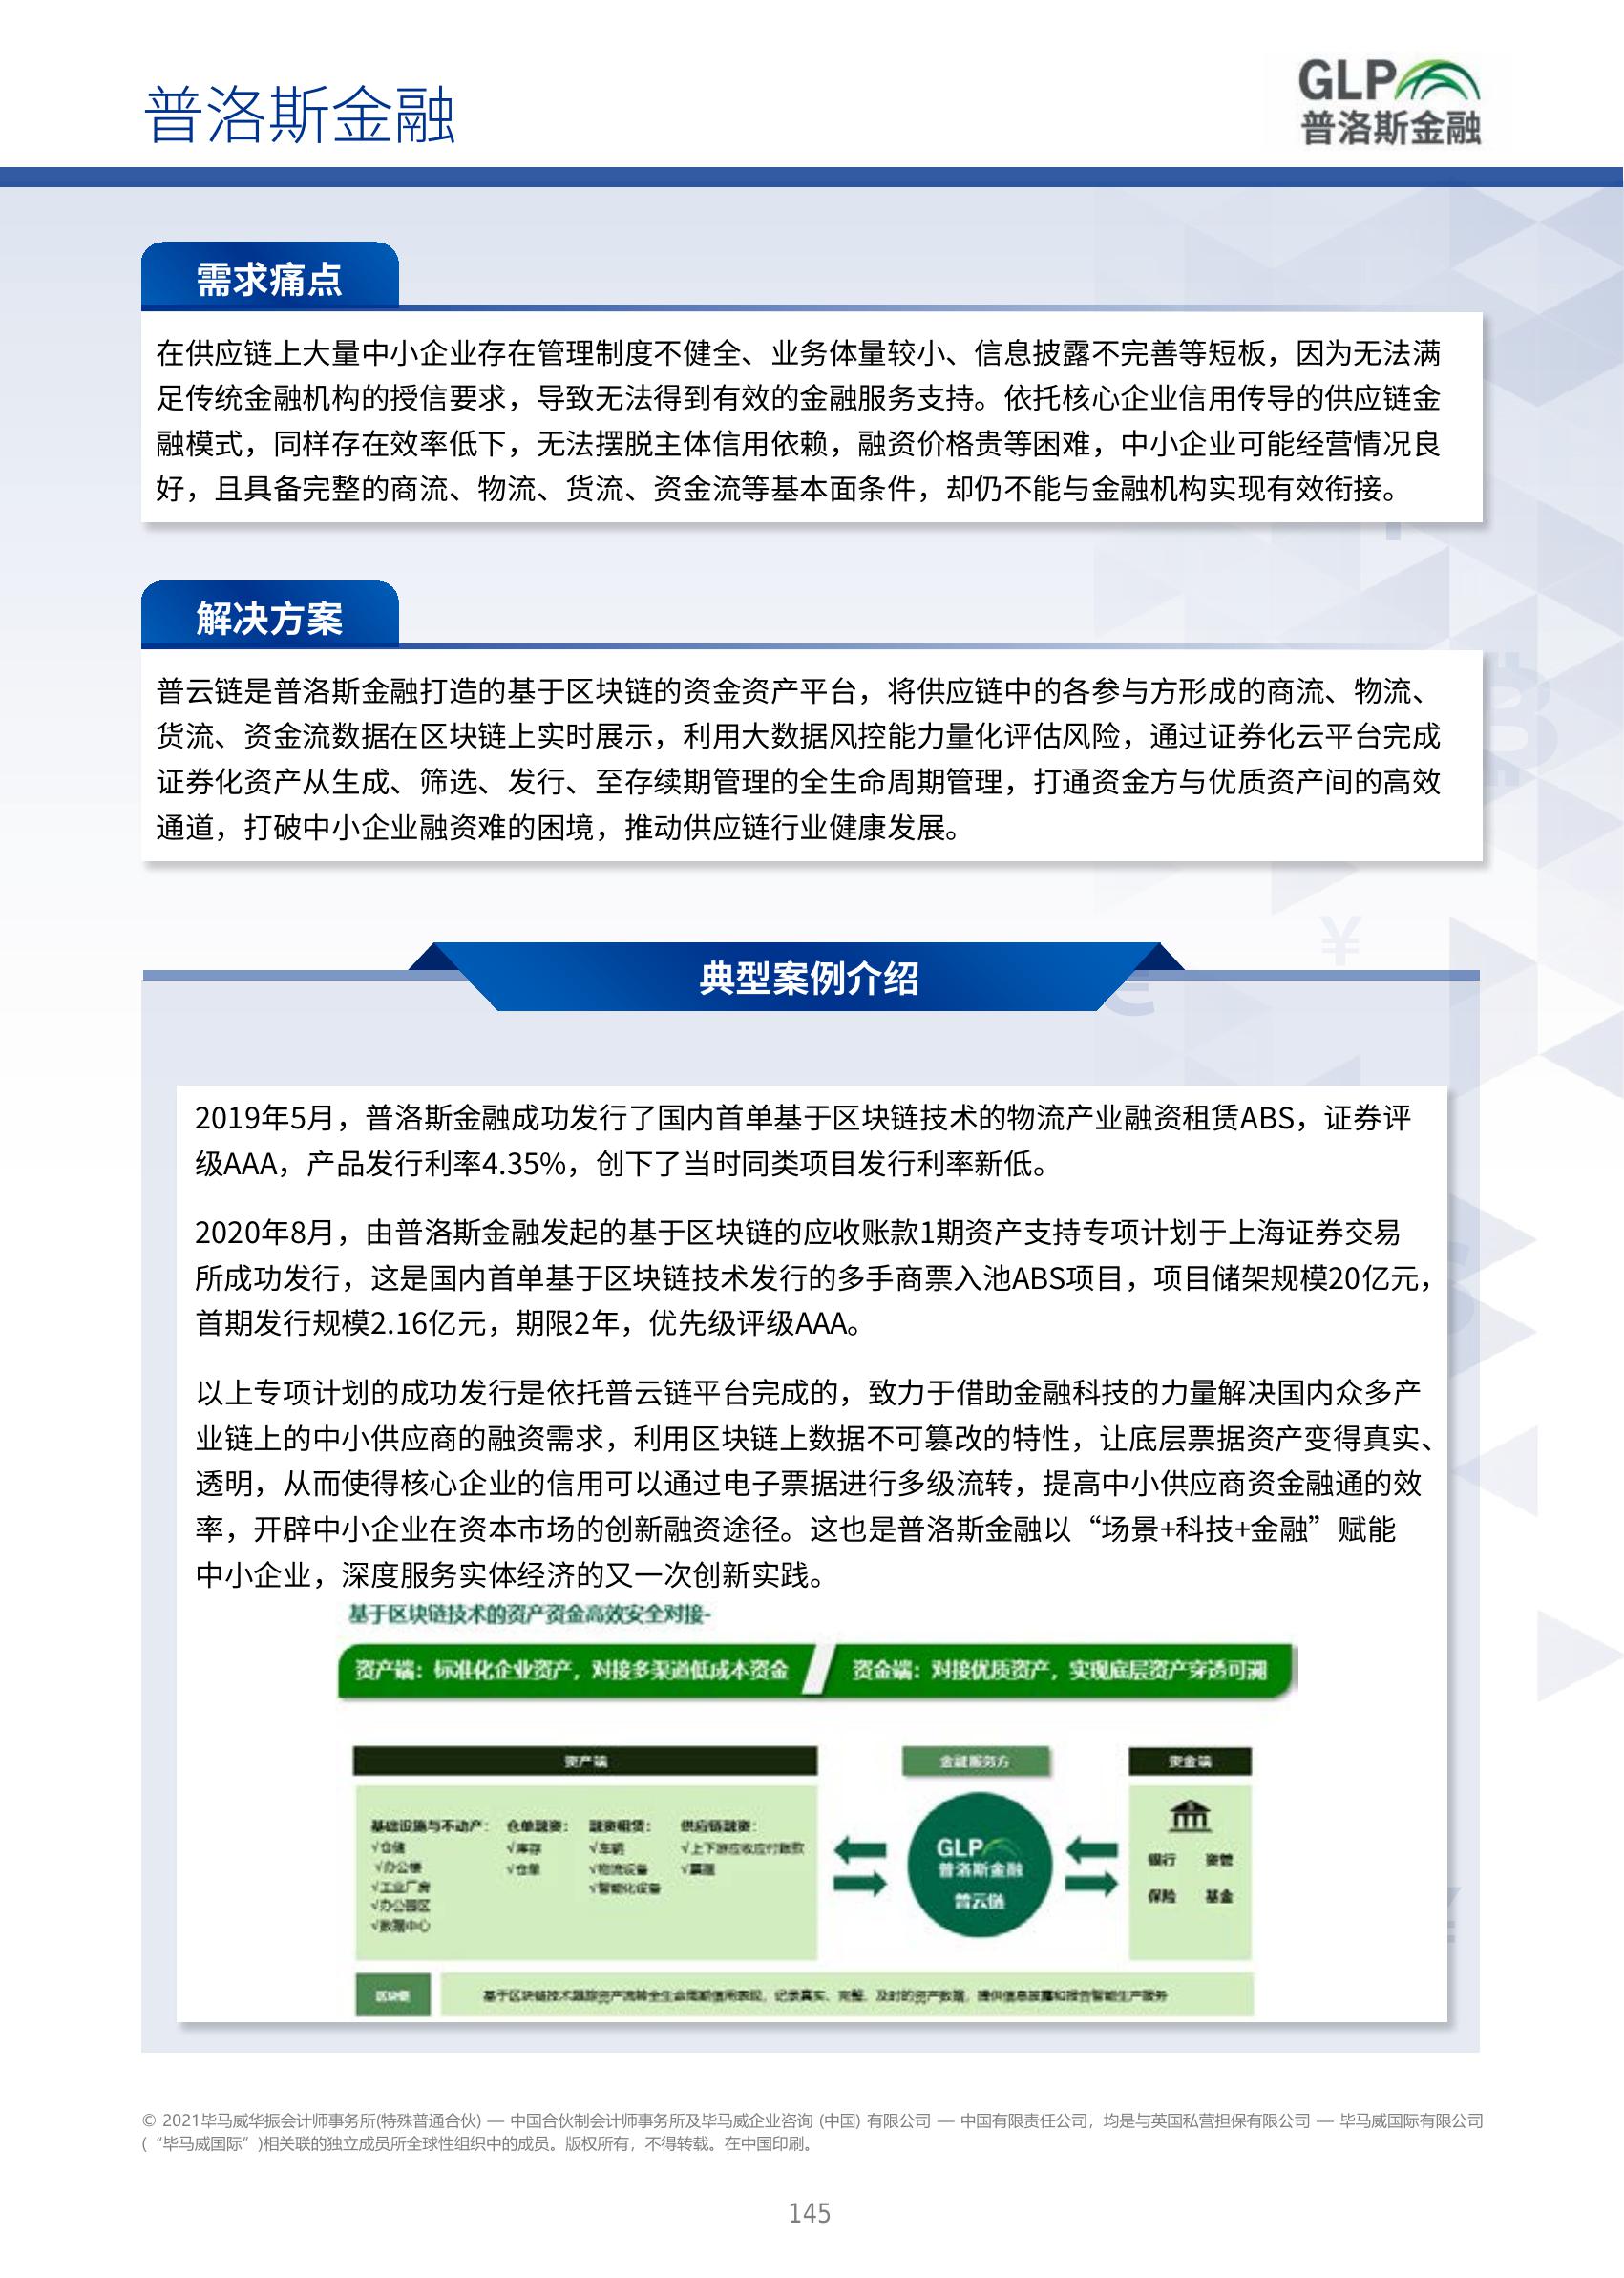 普洛斯金融
GLP
普洛斯金融
需求痛点
在供应链上大量中小企业存在管理制度不健全、业务体量较小、信息披露不完善等短板，因为无法满
足传统金融机构的授信要求，导致无法得到有效的金融服务支持。依托核心企业信用传导的供应链金
融模式，同样存在效率低下，无法摆脱主体信用依赖，融资价格贵等困难，中小企业可能经营情况良
好，且具备完整的商流、物流、货流、资金流等基本面条件，却仍不能与金融机构实现有效衔接。
解决方案
普云链是普洛斯金融打造的基于区块链的资金资产平台，将供应链中的各参与方形成的商流、物流、
货流、资金流数据在区块链上实时展示，利用大数据风控能力量化评估风险，通过证券化云平台完成
证券化资产从生成、筛选、发行、至存续期管理的全生命周期管理，打通资金方与优质资产间的高效
通道，打破中小企业融资难的困境，推动供应链行业健康发展。
典型案例介绍
2019年5月，普洛斯金融成功发行了国内首单基于区块链技术的物流产业融资租赁ABS，证券评
级AAA，产品发行利率4.35%，创下了当时同类项目发行利率新低。
2020年8月，由普洛斯金融发起的基于区块链的应收账款1期资产支持专项计划于上海证券交易
所成功发行，这是国内首单基于区块链技术发行的多手商票入池ABS项目，项目储架规模20亿元，
首期发行规模2.16亿元，期限2年，优先级评级AAA。
以上专项计划的成功发行是依托普云链平台完成的，致力于借助金融科技的力量解决国内众多产
业链上的中小供应商的融资需求，利用区块链上数据不可篡改的特性，让底层票据资产变得真实、
透明，从而使得核心企业的信用可以通过电子票据进行多级流转，提高中小供应商资金融通的效
率，开辟中小企业在资本市场的创新融资途径。这也是普洛斯金融以“场景+科技+金融”赋能
中小企业，深度服务实体经济的又一次创新实践。
基于区块链技术的资产资金高效安全对接-
资产端：标准化企业资产，对接多渠道低成本资金
资金端：对接优质资产，实现底层资产穿透可溯
资产端
金融服务方
资金端
基础设施与不动产：
√仓储
√办公楼
√工业厂房
√办公园区
√数据中心
仓单融资：
√库存
√仓单
融资租赁：
√车辆
√物流设备
√智能化设备
供应链融资：
√上下游应收应付账款
√票据
GLP
普洛斯金融
普云链
银行 资管
保险 基金
区块链
基于区块链技术跟踪资产流转全生命周期信用表现，记录真实、完整、及时的资产数据，提供信息披露和报告智能生产服务
© 2021毕马威华振会计师事务所(特殊普通合伙) — 中国合伙制会计师事务所及毕马威企业咨询 (中国) 有限公司 — 中国有限责任公司，均是与英国私营担保有限公司 — 毕马威国际有限公司
(“毕马威国际”)相关联的独立成员所全球性组织中的成员。版权所有，不得转载。在中国印刷。
145